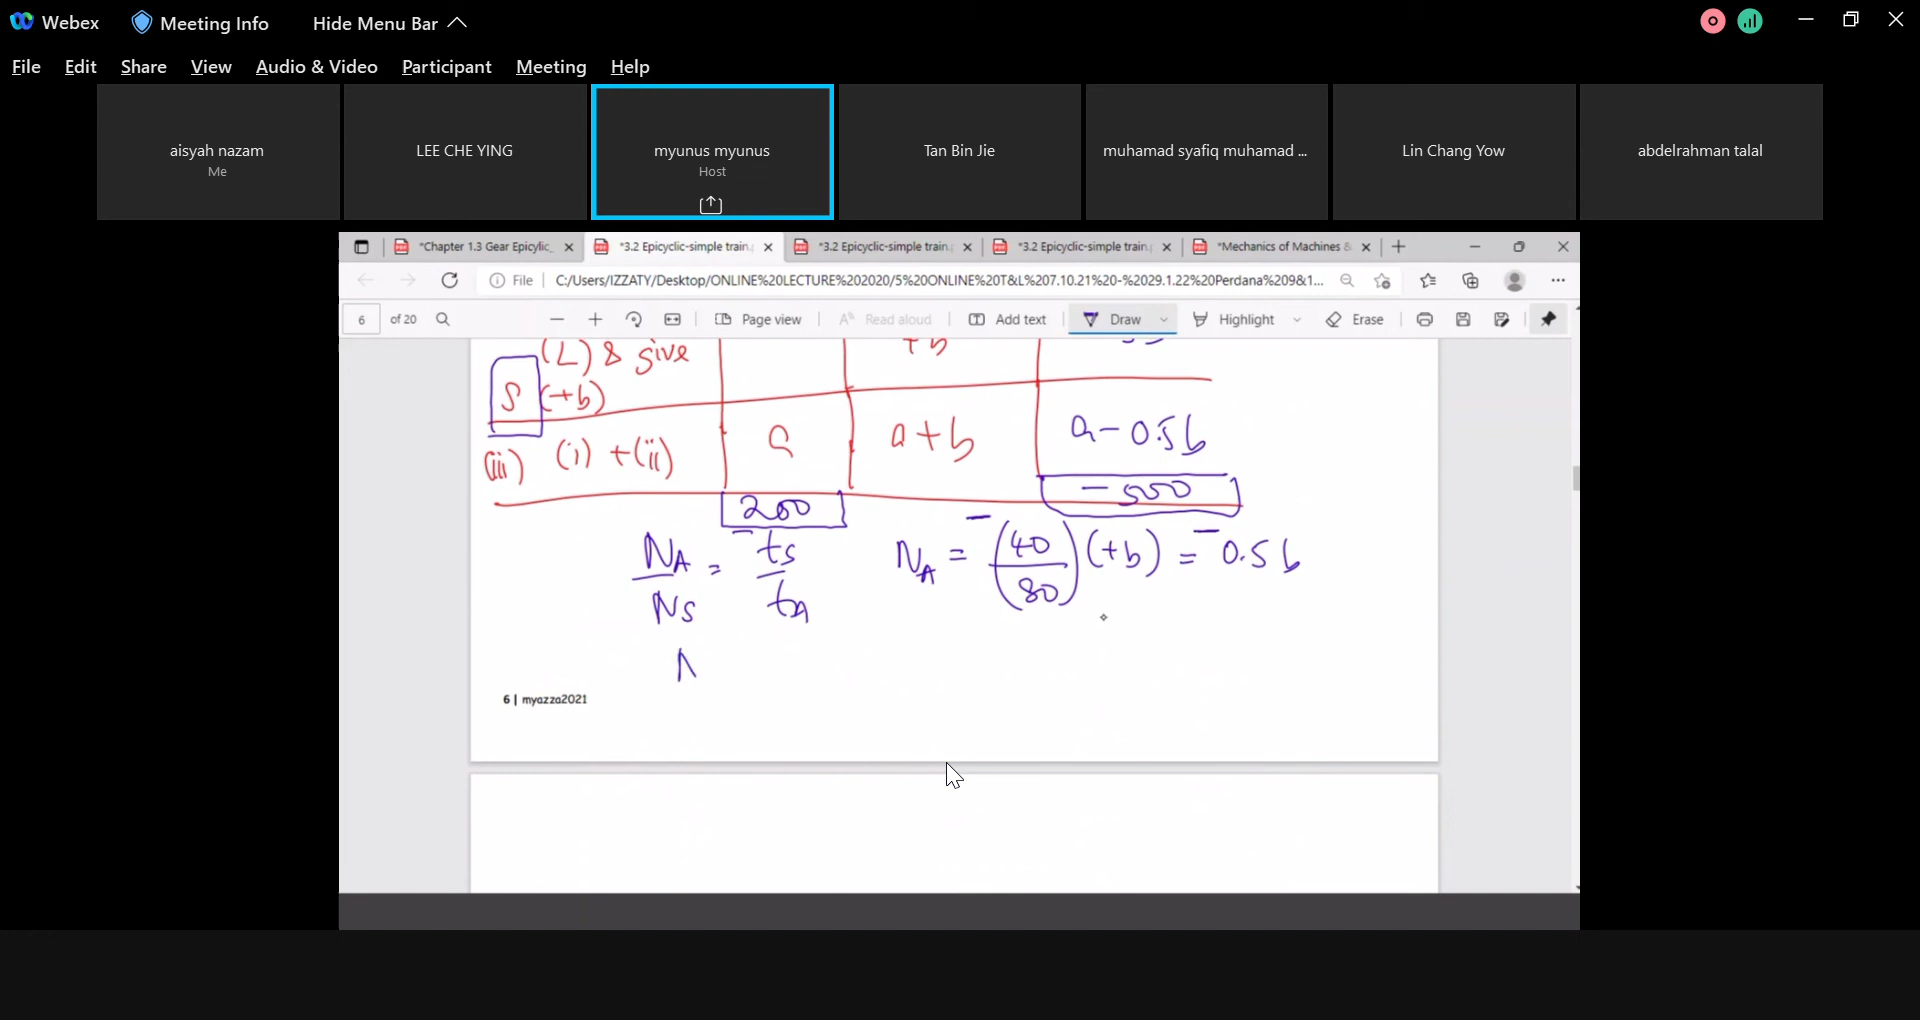 Webex Meeting Info Hide Menu Bar
File Edit Share View Audio & Video Participant Meeting Help
aisyah nazam
Me
LEE CHE YING
myunus myunus
Host
Tan Bin Jie
muhamad syafiq muhamad ...
Lin Chang Yow
abdelrahman talal
*Chapter 1.3 Gear Epicylic_ *3.2 Epicyclic-simple train. *3.2 Epicyclic-simple train. *3.2 Epicyclic-simple train. *Mechanics of Machines &
File C:/Users/IZZATY/Desktop/ONLINE%20LECTURE%202020/5%20ONLINE%20T&L%207.10.21%20-%2029.1.22%20Perdana%209&1...
6 of 20 Page view Read aloud Add text Draw Highlight Erase
(L) & give +b
S (+b)
(iii) (i) + (ii) a a+b a-0.5b
200 -500
NA/NS = -tS/tA NA = -(40/80)(+b) = -0.5b
6 | myazza2021